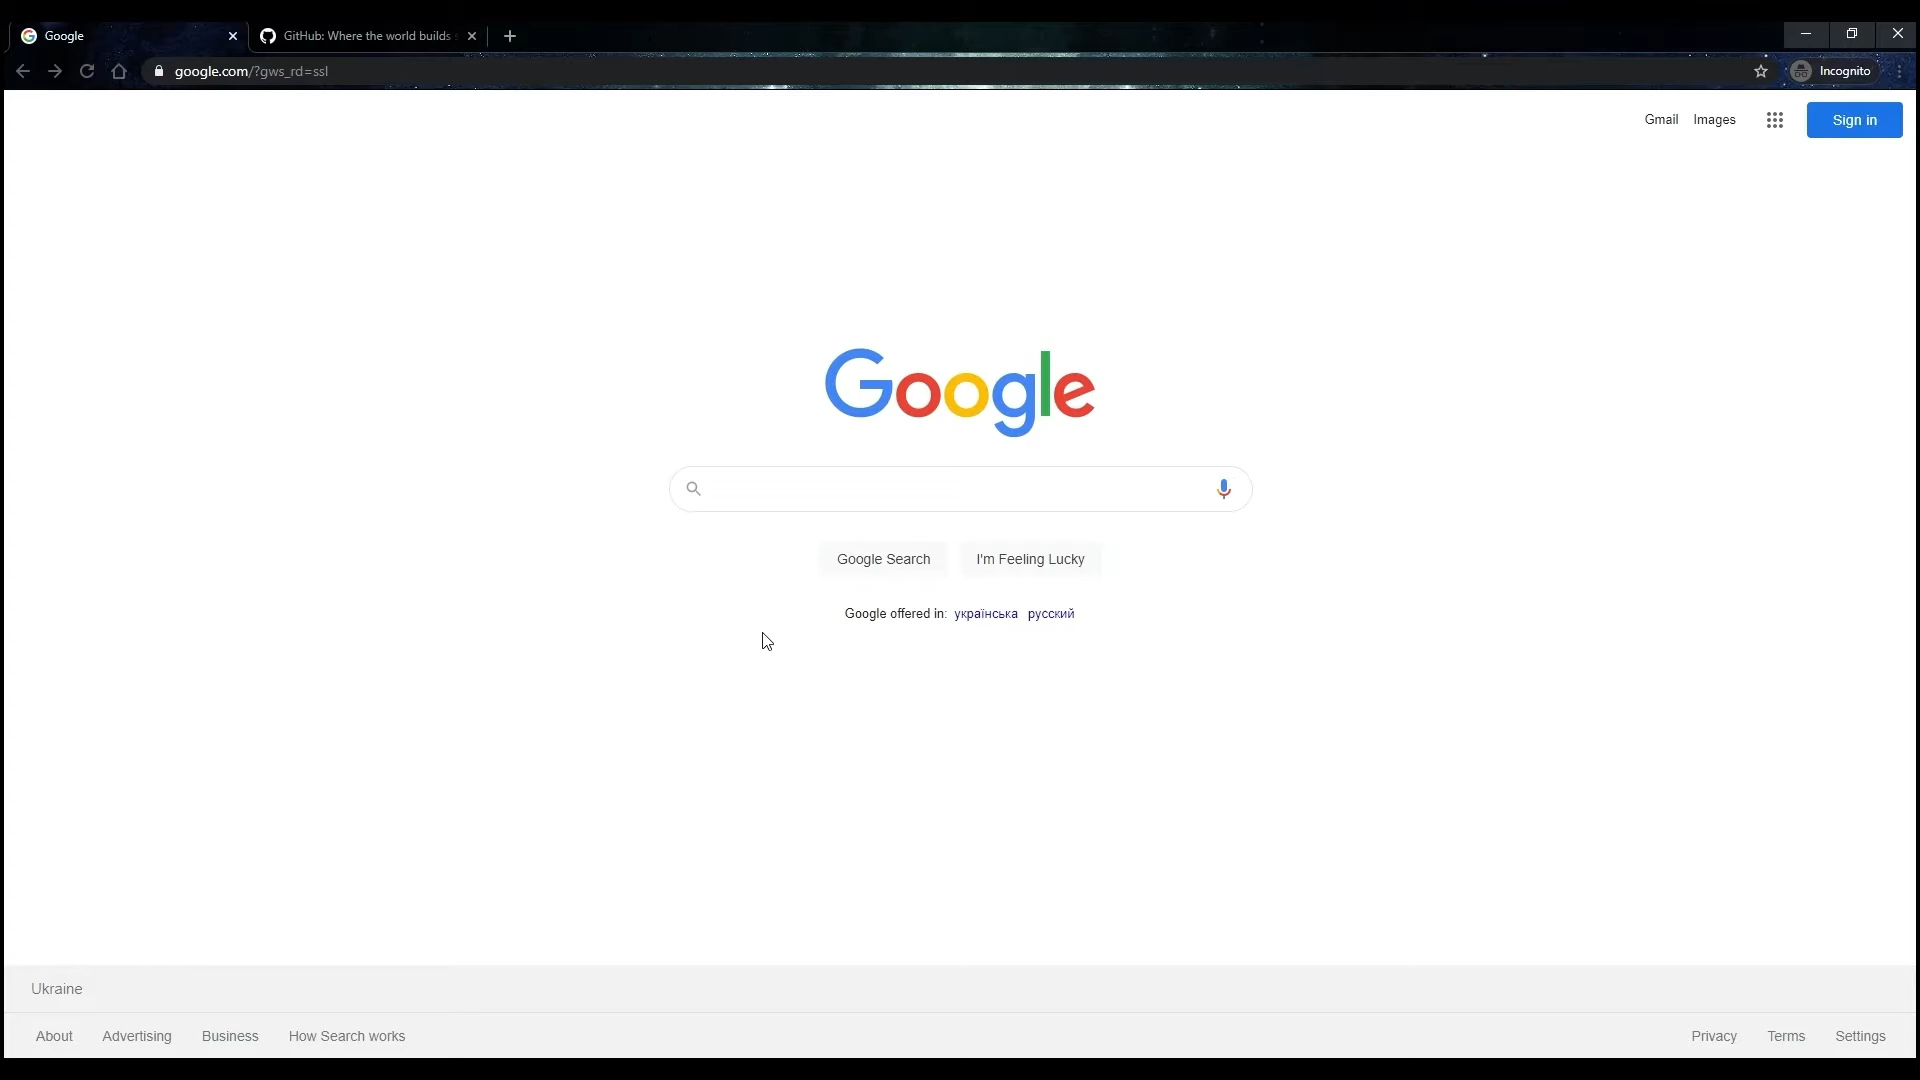 Google
GitHub: Where the world builds
google.com/?gws_rd=ssl
Incognito
Gmail Images
Sign in
Google
Google Search I'm Feeling Lucky
Google offered in: українська русский
Ukraine
About Advertising Business How Search works
Privacy Terms Settings